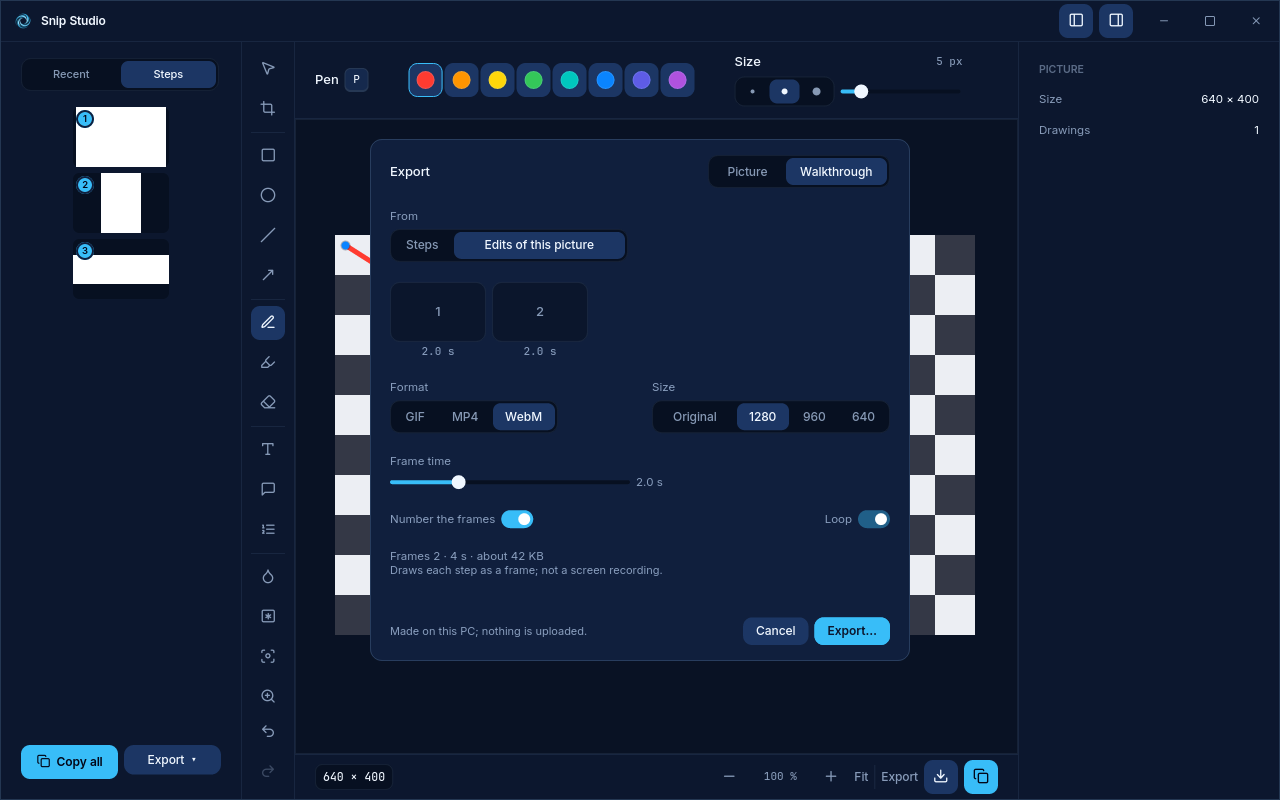 Snip Studio
Recent Steps
1
2
3
Copy all
Export
Pen P
Size 5 px
Export
Picture Walkthrough
From
Steps Edits of this picture
1 2
2.0 s 2.0 s
Format Size
GIF MP4 WebM Original 1280 960 640
Frame time
2.0 s
Number the frames Loop
Frames 2 · 4 s · about 42 KB
Draws each step as a frame; not a screen recording.
Made on this PC; nothing is uploaded. Cancel Export...
640 × 400 100 % Fit Export
PICTURE
Size 640 × 400
Drawings 1